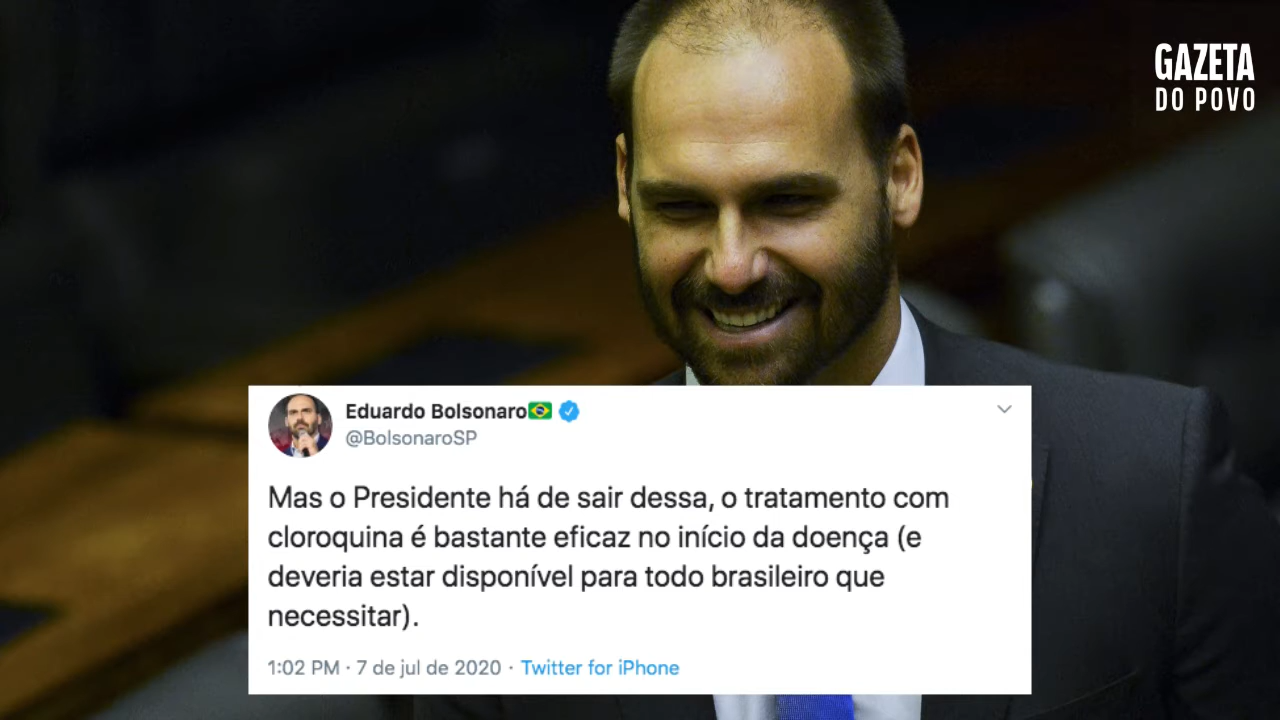 GAZETA
DO POVO
Eduardo Bolsonaro
@BolsonaroSP
Mas o Presidente há de sair dessa, o tratamento com
cloroquina é bastante eficaz no início da doença (e
deveria estar disponível para todo brasileiro que
necessitar).
1:02 PM · 7 de jul de 2020 · Twitter for iPhone